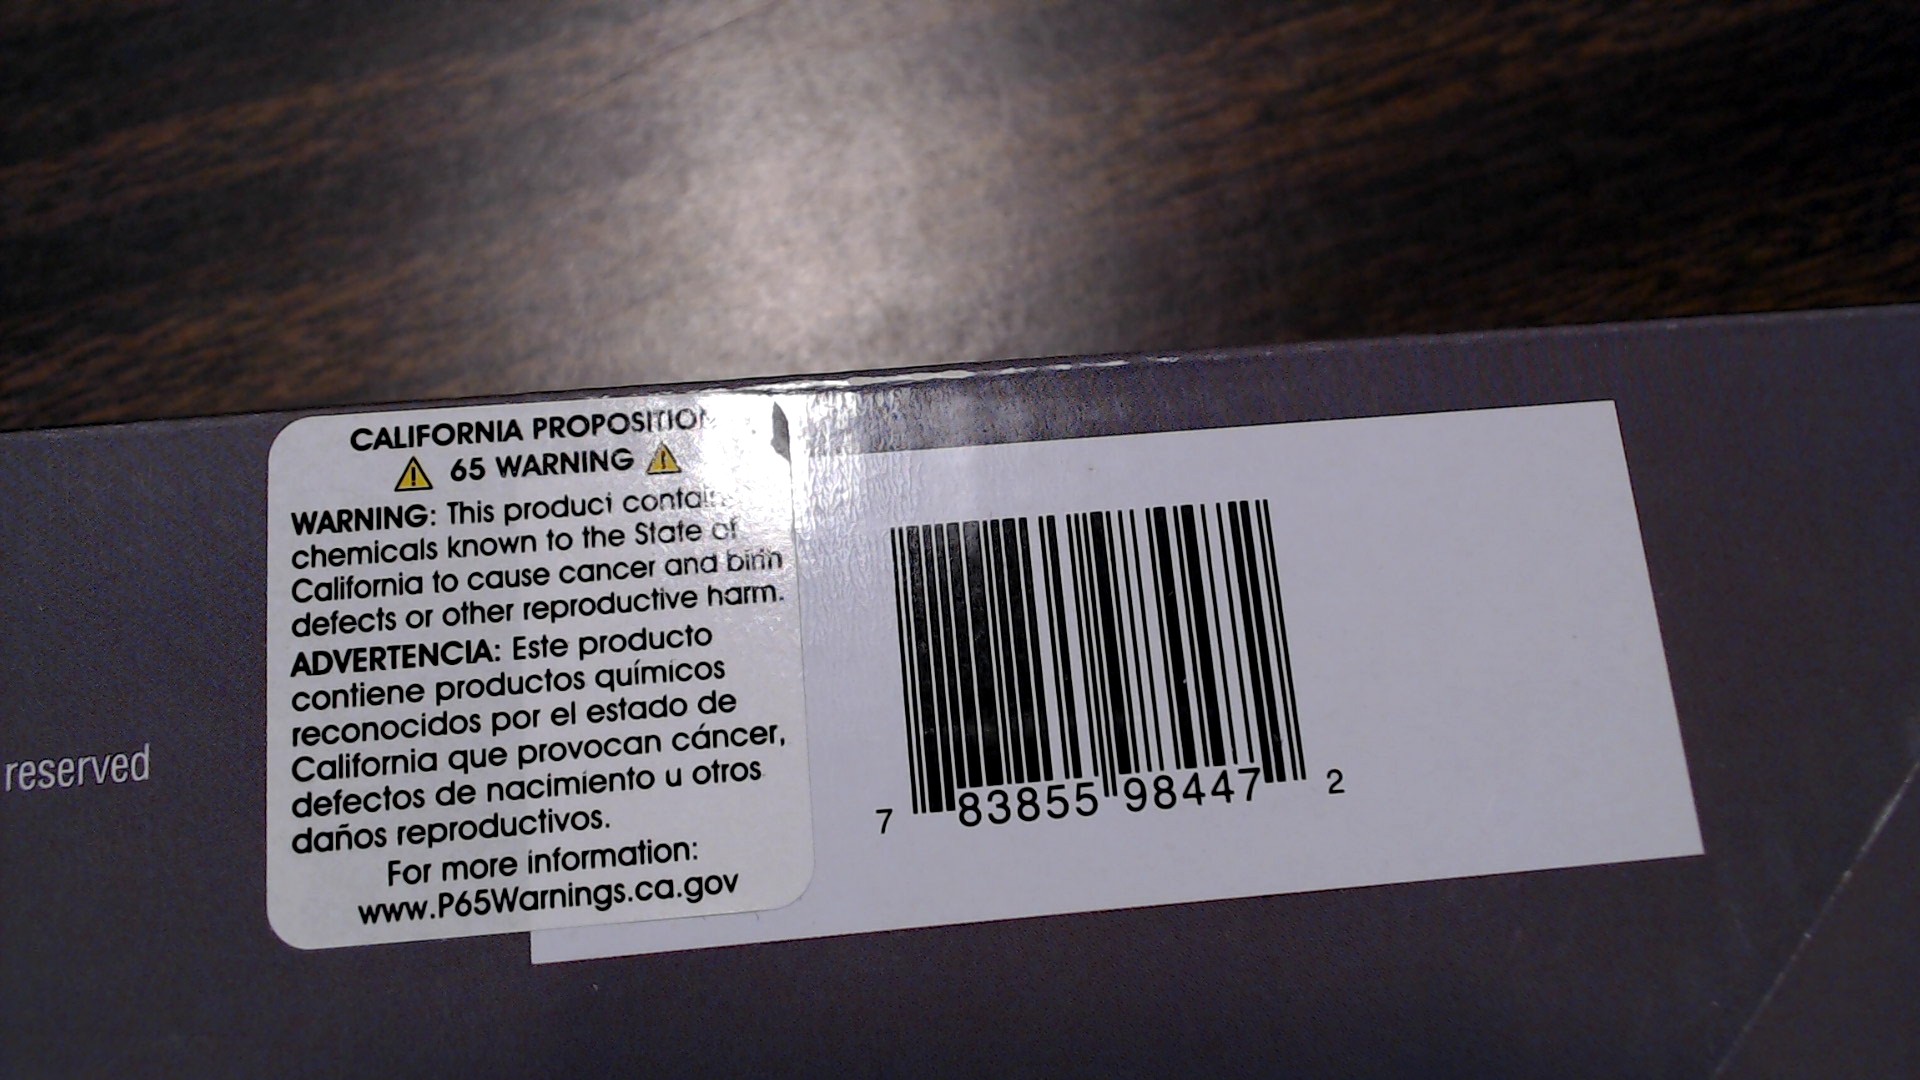 CALIFORNIA PROPOSITION
65 WARNING
WARNING: This product contains
chemicals known to the State of
California to cause cancer and birth
defects or other reproductive harm.
ADVERTENCIA: Este producto
contiene productos químicos
reconocidos por el estado de
California que provocan cáncer,
defectos de nacimiento u otros
daños reproductivos.
For more information:
www.P65Warnings.ca.gov
reserved
7 83855 98447 2